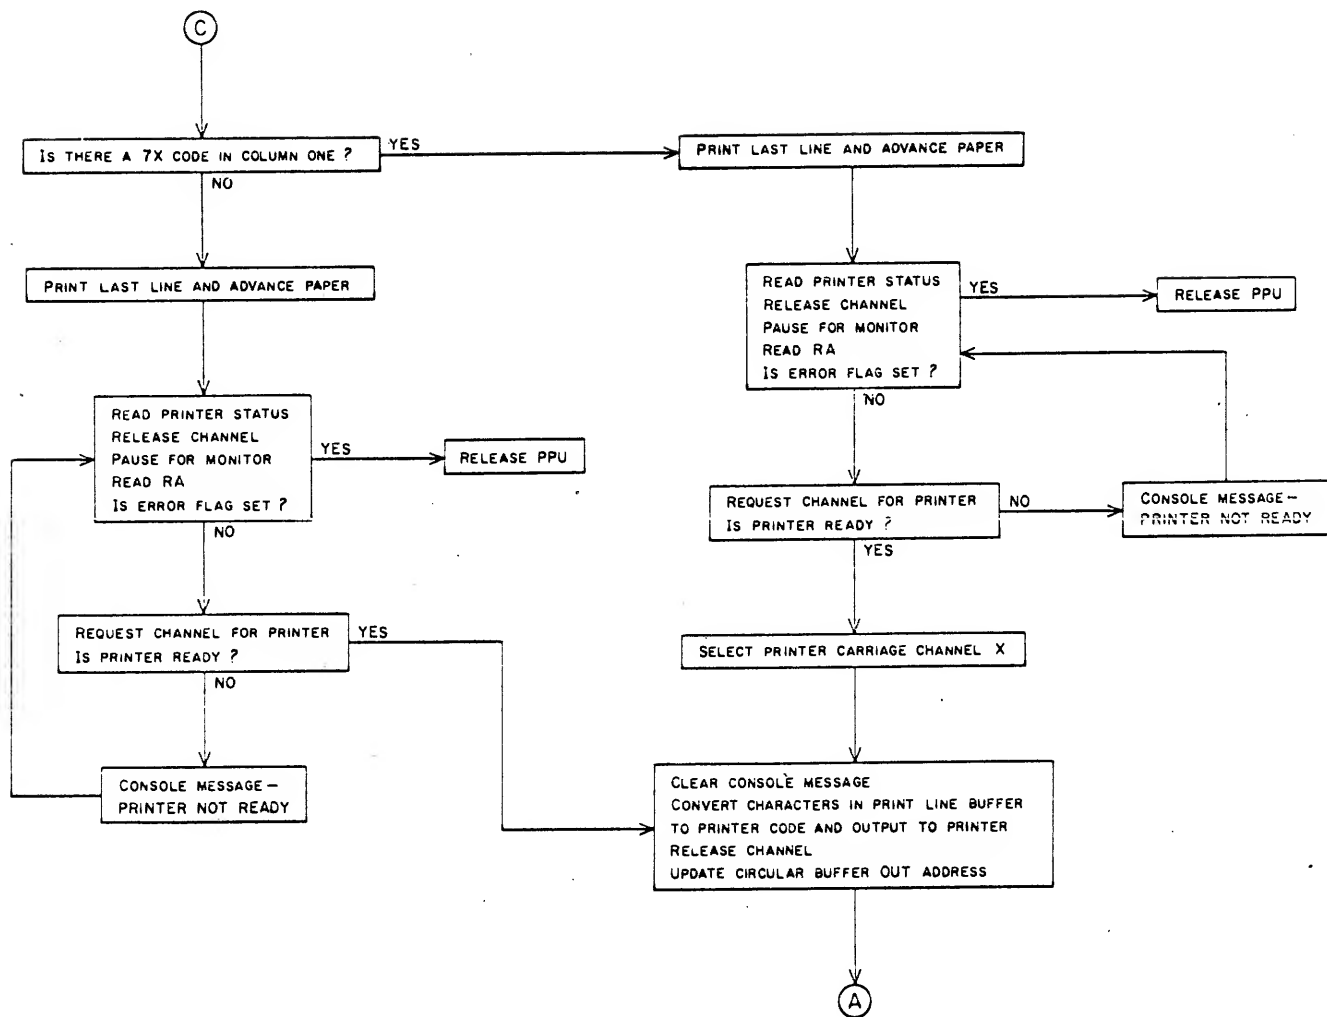 C
IS THERE A 7X CODE IN COLUMN ONE ?
YES
NO
PRINT LAST LINE AND ADVANCE PAPER
PRINT LAST LINE AND ADVANCE PAPER
READ PRINTER STATUS
RELEASE CHANNEL
PAUSE FOR MONITOR
READ RA
IS ERROR FLAG SET ?
YES
NO
RELEASE PPU
READ PRINTER STATUS
RELEASE CHANNEL
PAUSE FOR MONITOR
READ RA
IS ERROR FLAG SET ?
YES
NO
RELEASE PPU
REQUEST CHANNEL FOR PRINTER
IS PRINTER READY ?
NO
YES
CONSOLE MESSAGE—
PRINTER NOT READY
REQUEST CHANNEL FOR PRINTER
IS PRINTER READY ?
YES
NO
SELECT PRINTER CARRIAGE CHANNEL X
CONSOLE MESSAGE—
PRINTER NOT READY
CLEAR CONSOLE MESSAGE
CONVERT CHARACTERS IN PRINT LINE BUFFER
TO PRINTER CODE AND OUTPUT TO PRINTER
RELEASE CHANNEL
UPDATE CIRCULAR BUFFER OUT ADDRESS
A